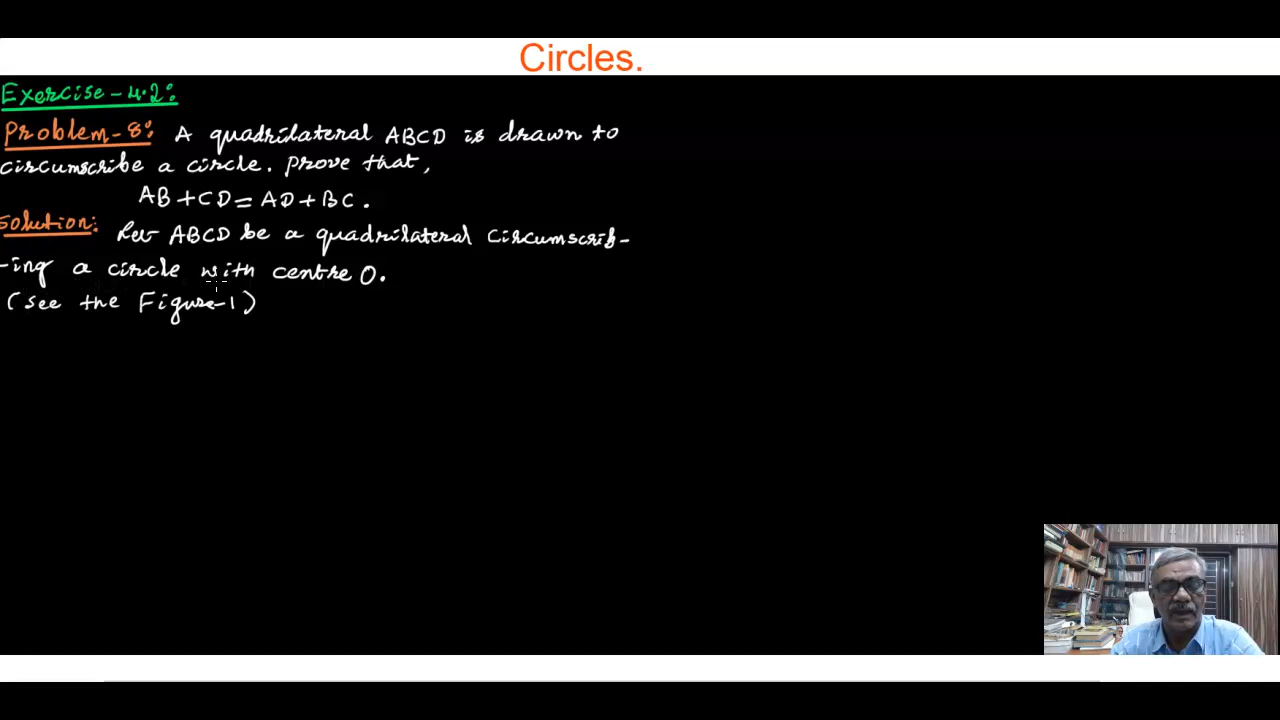 Circles.
Exercise-4.2:
Problem-8: A quadrilateral ABCD is drawn to
circumscribe a circle. prove that,
AB+CD=AD+BC.
Solution: Let ABCD be a quadrilateral circumscrib-
-ing a circle with centre O.
(see the Figure-1)